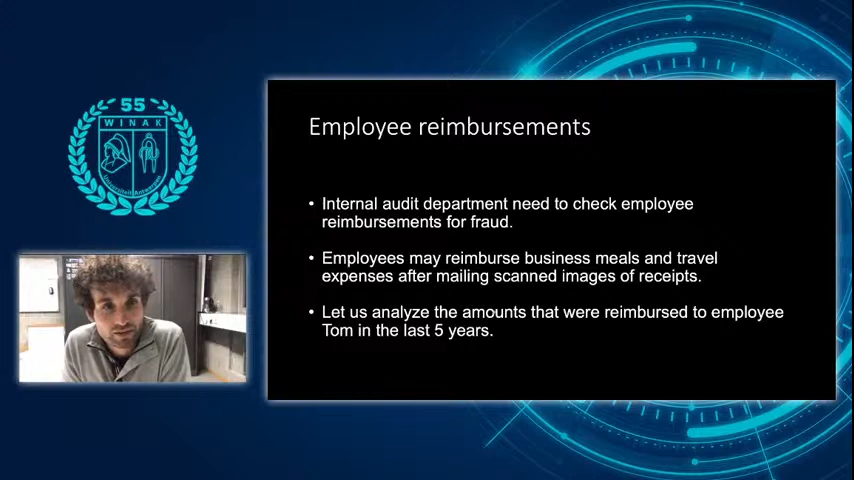 55
WINAK
Universiteit Antwerpen
Employee reimbursements
• Internal audit department need to check employee
reimbursements for fraud.
• Employees may reimburse business meals and travel
expenses after mailing scanned images of receipts.
• Let us analyze the amounts that were reimbursed to employee
Tom in the last 5 years.